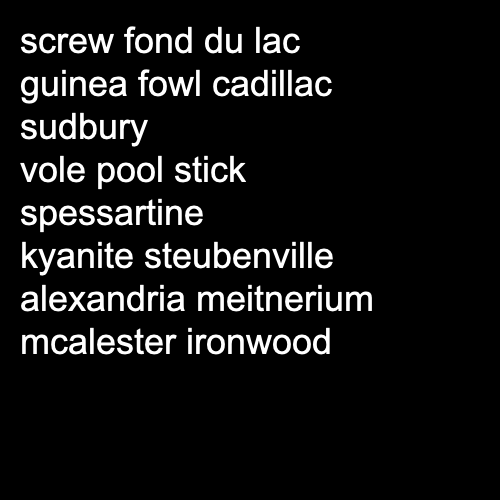 screw fond du lac
guinea fowl cadillac
sudbury
vole pool stick
spessartine
kyanite steubenville
alexandria meitnerium
mcalester ironwood